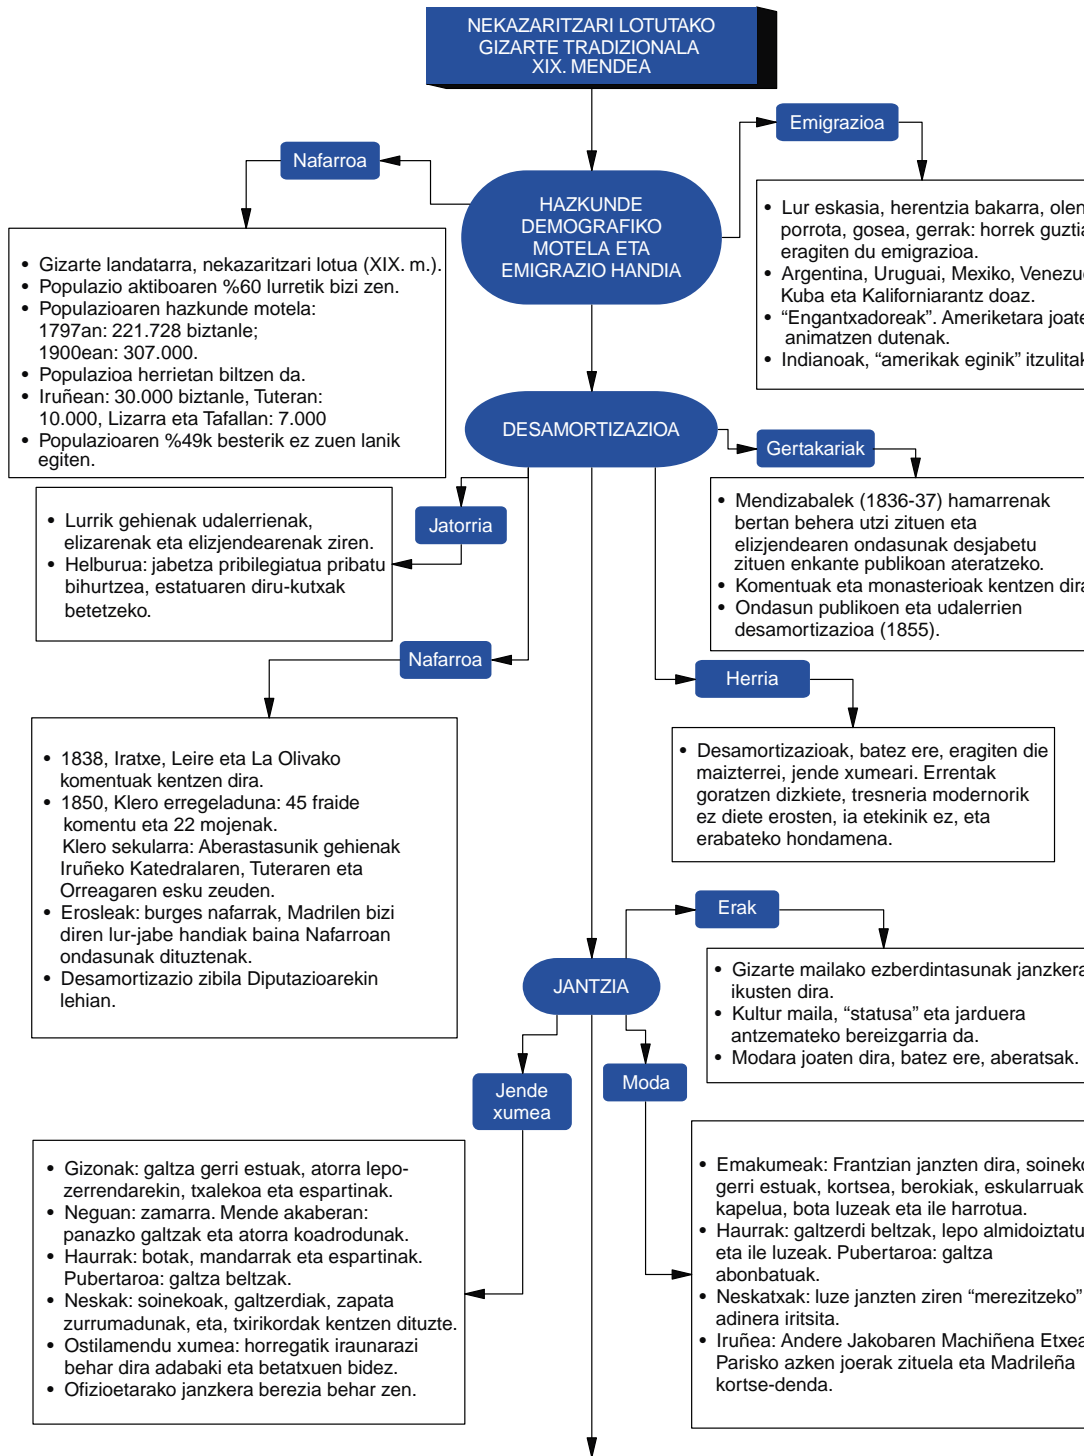 NEKAZARITZARI LOTUTAKO
GIZARTE TRADIZIONALA
XIX. MENDEA
Emigrazioa
Nafarroa
HAZKUNDE
DEMOGRAFIKO
MOTELA ETA
EMIGRAZIO HANDIA
• Lur eskasia, herentzia bakarra,
porrota, gosea, gerrak: horrek
eragiten du emigrazioa.
• Argentina, Uruguai, Mexiko,
Kuba eta Kaliforniarantz doaz.
• “Engantxadoreak”. Ameriketara
animatzen dutenak.
• Indianoak, “amerikak eginik”
• Gizarte landatarra, nekazaritzari lotua (XIX. m.).
• Populazio aktiboaren %60 lurretik bizi zen.
• Populazioaren hazkunde motela:
1797an: 221.728 biztanle;
1900ean: 307.000.
• Populazioa herrietan biltzen da.
• Iruñean: 30.000 biztanle, Tuteran:
10.000, Lizarra eta Tafallan: 7.000
• Populazioaren %49k besterik ez zuen lanik
egiten.
DESAMORTIZAZIOA
Gertakariak
Jatorria
• Lurrik gehienak udalerrienak,
elizarenak eta elizjendearenak ziren.
• Helburua: jabetza pribilegiatua pribatu
bihurtzea, estatuaren diru-kutxak
betetzeko.
• Mendizabalek (1836-37) hamarrenak
bertan behera utzi zituen eta
elizjendearen ondasunak desjabetu
zituen enkante publikoan ateratzeko.
• Komentuak eta monasterioak kentzen
• Ondasun publikoen eta udalerrien
desamortizazioa (1855).
Nafarroa
Herria
• 1838, Iratxe, Leire eta La Olivako
komentuak kentzen dira.
• 1850, Klero erregeladuna: 45 fraide
komentu eta 22 mojenak.
Klero sekularra: Aberastasunik gehienak
Iruñeko Katedralaren, Tuteraren eta
Orreagaren esku zeuden.
• Erosleak: burges nafarrak, Madrilen bizi
diren lur-jabe handiak baina Nafarroan
ondasunak dituztenak.
• Desamortizazio zibila Diputazioarekin
lehian.
• Desamortizazioak, batez ere, eragiten die
maizterrei, jende xumeari. Errentak
goratzen dizkiete, tresneria modernorik
ez diete erosten, ia etekinik ez, eta
erabateko hondamena.
Erak
JANTZIA
• Gizarte mailako ezberdintasunak
ikusten dira.
• Kultur maila, “statusa” eta jarduera
antzemateko bereizgarria da.
• Modara joaten dira, batez ere, aberatsak.
Jende
xumea
Moda
• Gizonak: galtza gerri estuak, atorra lepo-
zerrendarekin, txalekoa eta espartinak.
• Neguan: zamarra. Mende akaberan:
panazko galtzak eta atorra koadrodunak.
• Haurrak: botak, mandarrak eta espartinak.
Pubertaroa: galtza beltzak.
• Neskak: soinekoak, galtzerdiak, zapata
zurrumadunak, eta, txirikordak kentzen dituzte.
• Ostilamendu xumea: horregatik iraunarazi
behar dira adabaki eta betatxuen bidez.
• Ofizioetarako janzkera berezia behar zen.
• Emakumeak: Frantzian janzten dira,
gerri estuak, kortsea, berokiak, eskularruak
kapelua, bota luzeak eta ile harrotua.
• Haurrak: galtzerdi beltzak, lepo
eta ile luzeak. Pubertaroa: galtza
abonbatuak.
• Neskatxak: luze janzten ziren “merezitzeko”
adinera iritsita.
• Iruñea: Andere Jakobaren Machiñena
Parisko azken joerak zituela eta Madrileña
kortse-denda.